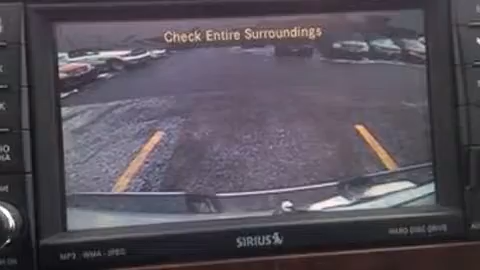 Check Entire Surroundings
SIRIUS
HARD DISC DRIVE
MP3 · WMA · JPEG